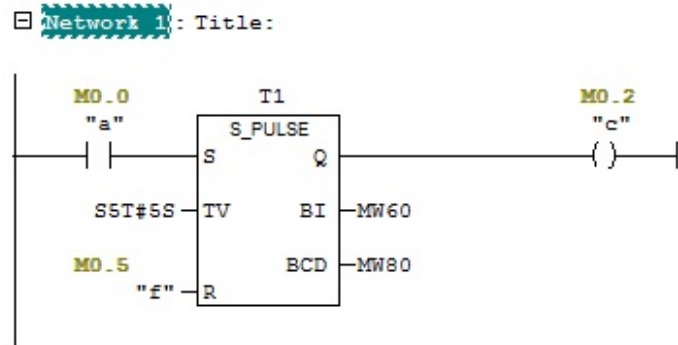 Network 1: Title:
M0.0 T1 M0.2
"a" S_PULSE "c"
S Q
S5T#5S TV BI MW60
M0.5 BCD MW80
"f" R